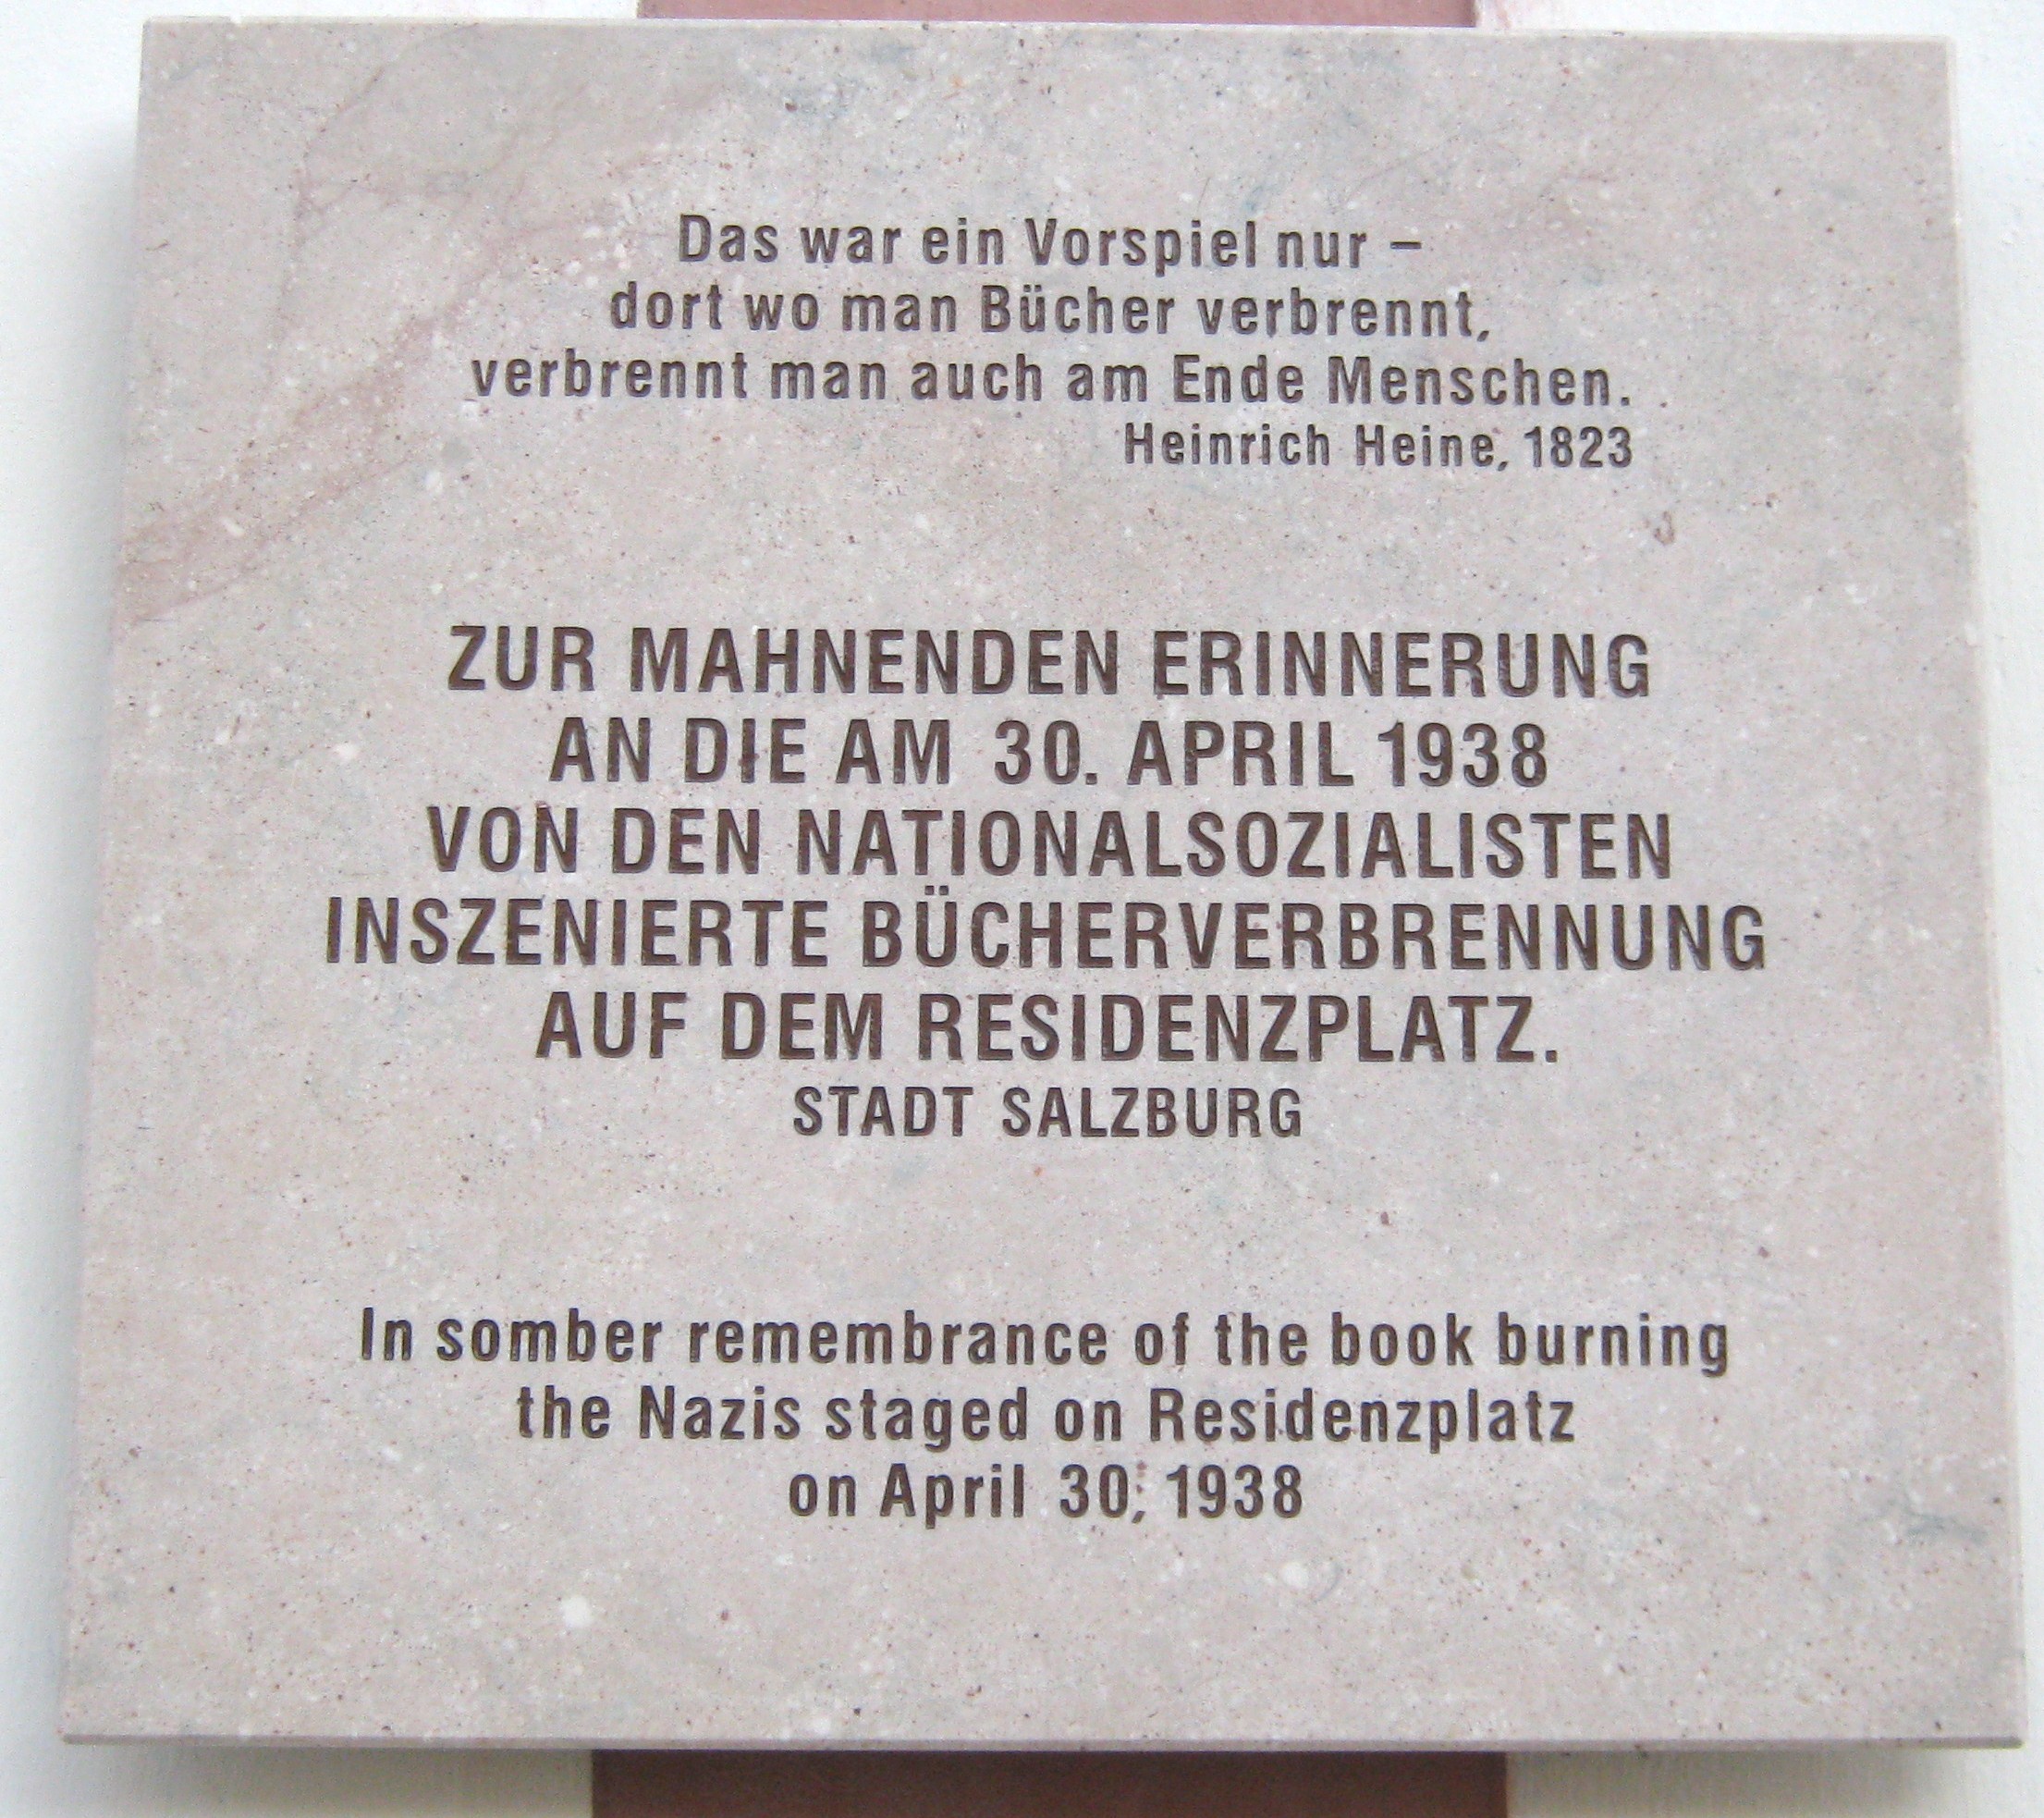 Das war ein Vorspiel nur –
dort wo man Bücher verbrennt,
verbrennt man auch am Ende Menschen.
Heinrich Heine, 1823
ZUR MAHNENDEN ERINNERUNG
AN DIE AM 30. APRIL 1938
VON DEN NATIONALSOZIALISTEN
INSZENIERTE BÜCHERVERBRENNUNG
AUF DEM RESIDENZPLATZ.
STADT SALZBURG
In somber remembrance of the book burning
the Nazis staged on Residenzplatz
on April 30, 1938